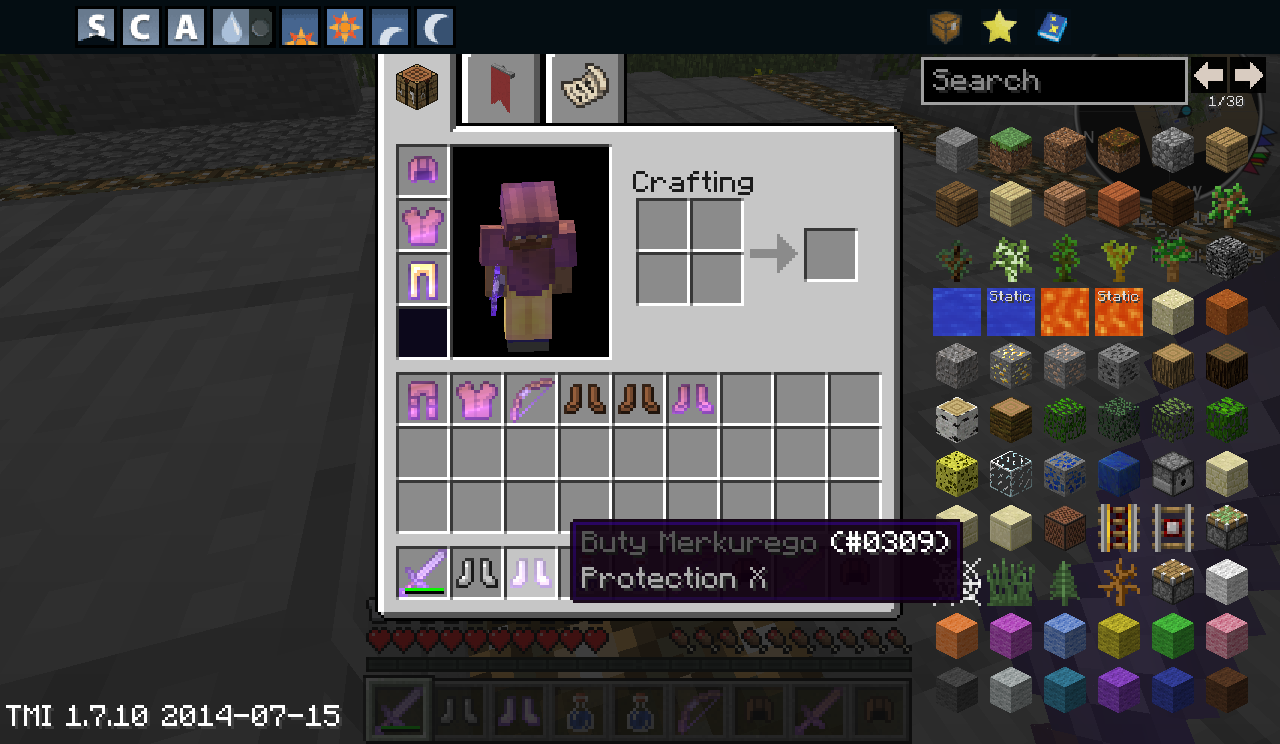 S C A
Search
1/30
Crafting
Static Static
Buty Merkurego (#0309)
Protection X
TMI 1.7.10 2014-07-15